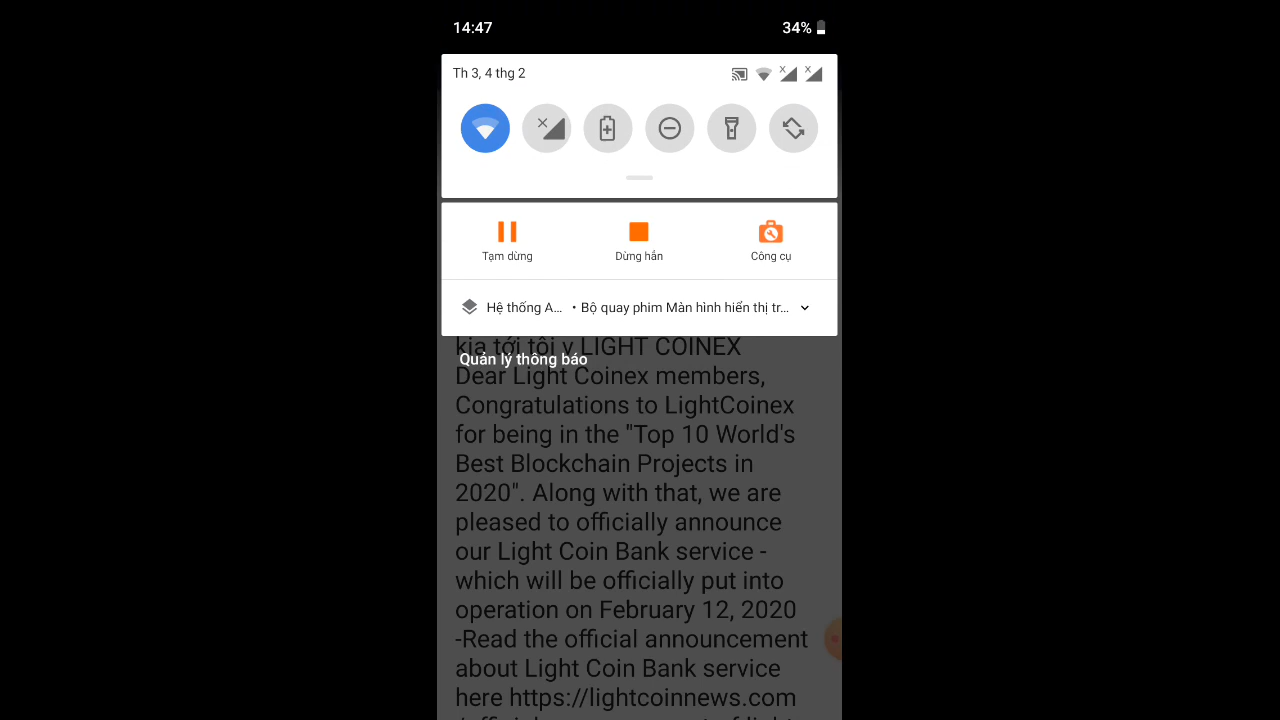 14:47
34%
Th 3, 4 thg 2
Tạm dừng
Dừng hẳn
Công cụ
Hệ thống A... • Bộ quay phim Màn hình hiển thị tr...
kia tới tôi v LIGHT COINEX
Quản lý thông báo
Dear Light Coinex members,
Congratulations to LightCoinex
for being in the "Top 10 World's
Best Blockchain Projects in
2020". Along with that, we are
pleased to officially announce
our Light Coin Bank service -
which will be officially put into
operation on February 12, 2020
-Read the official announcement
about Light Coin Bank service
here https://lightcoinnews.com